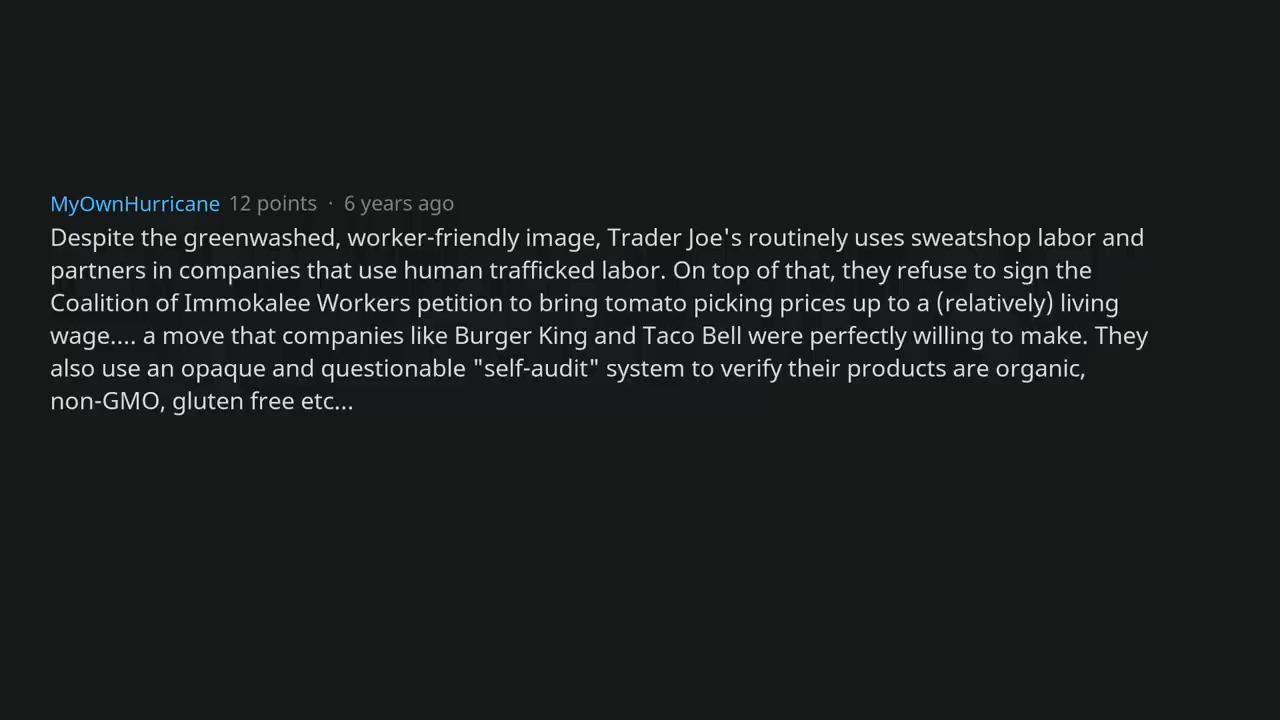 MyOwnHurricane 12 points · 6 years ago
Despite the greenwashed, worker-friendly image, Trader Joe's routinely uses sweatshop labor and
partners in companies that use human trafficked labor. On top of that, they refuse to sign the
Coalition of Immokalee Workers petition to bring tomato picking prices up to a (relatively) living
wage.... a move that companies like Burger King and Taco Bell were perfectly willing to make. They
also use an opaque and questionable "self-audit" system to verify their products are organic,
non-GMO, gluten free etc...